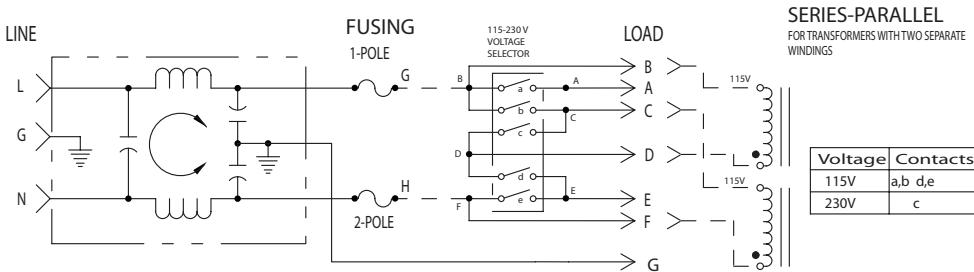 LINE
FUSING
1-POLE
115-230 V
VOLTAGE
SELECTOR
LOAD
SERIES-PARALLEL
FOR TRANSFORMERS WITH TWO SEPARATE
WINDINGS
L
G
B
a
A
B
A
115V
b
C
C
G
c
D
D
Voltage Contacts
115V a,b d,e
230V c
d
115V
N
H
e
E
E
2-POLE
F
F
G